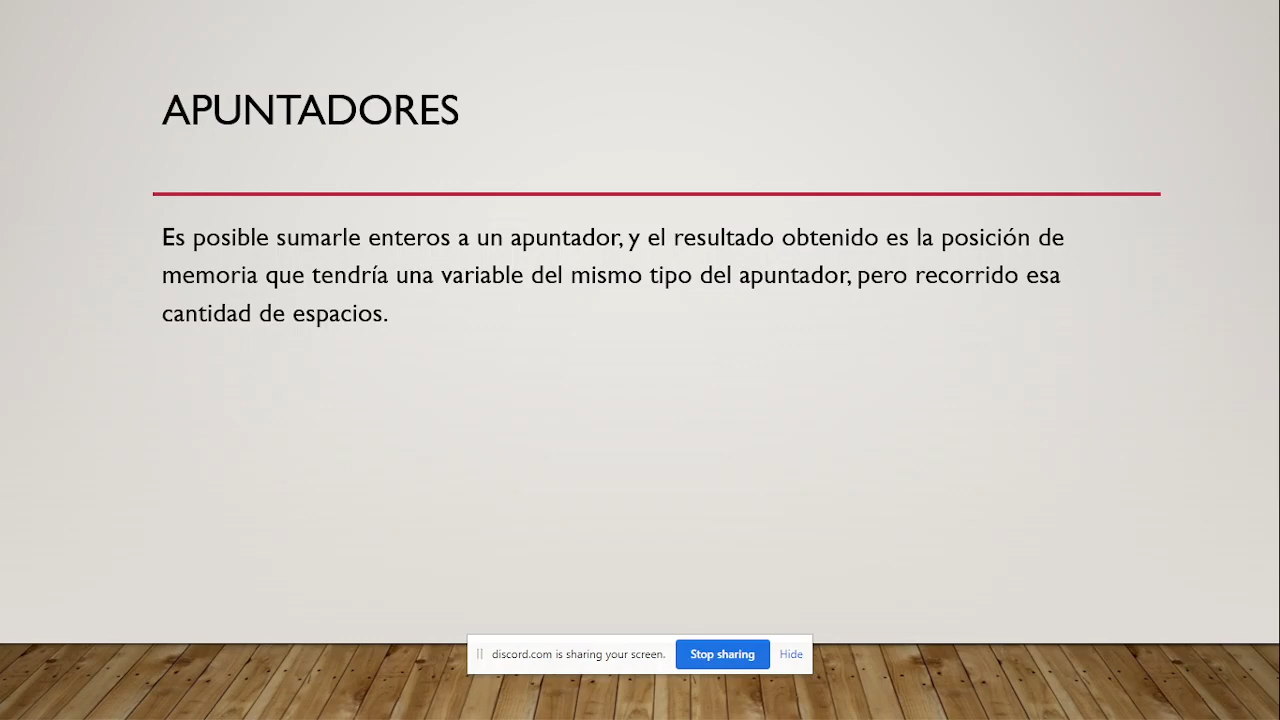 APUNTADORES
Es posible sumarle enteros a un apuntador, y el resultado obtenido es la posición de
memoria que tendría una variable del mismo tipo del apuntador, pero recorrido esa
cantidad de espacios.
discord.com is sharing your screen. Stop sharing Hide